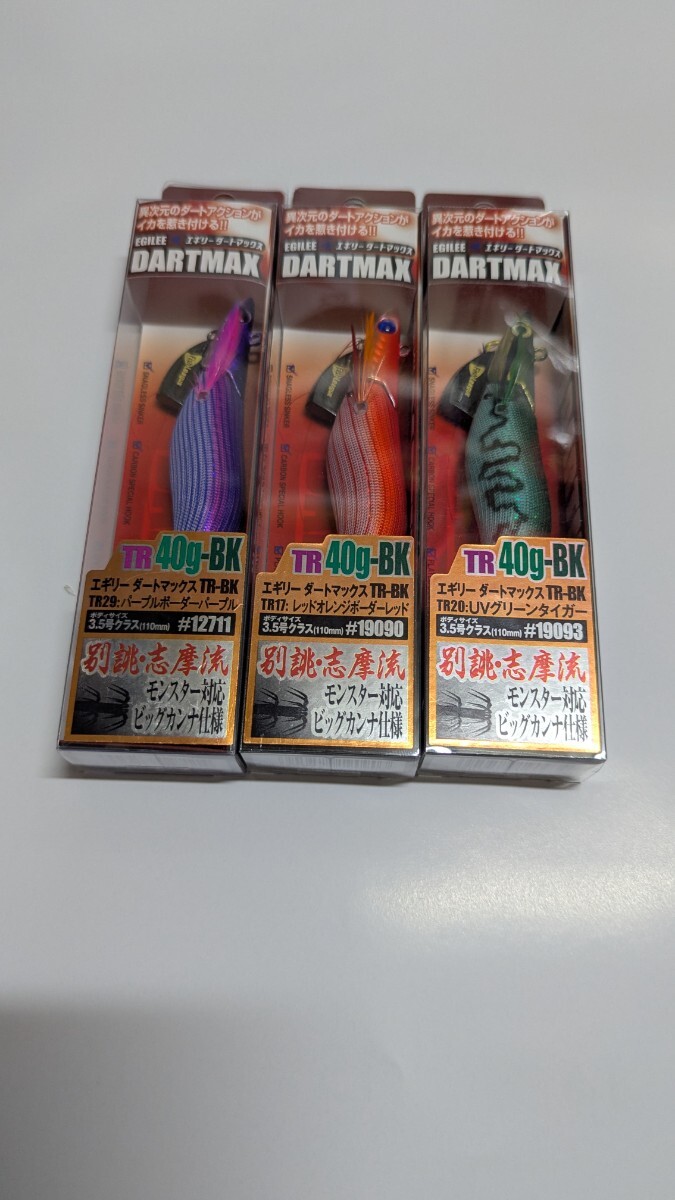 異次元のダートアクションが
イカを惹き付ける!!
EGILEE エギリーダートマックス
DARTMAX
SNAGLESS SINKER
CARBON SPECIAL HOOK
TR 40g-BK
エギリー ダートマックス TR-BK
TR29:パープルボーダーパープル
ボディサイズ
3.5号クラス(110mm) #12711
別誂・志摩流
モンスター対応
ビッグカンナ仕様
異次元のダートアクションが
イカを惹き付ける!!
EGILEE エギリーダートマックス
DARTMAX
SNAGLESS SINKER
CARBON SPECIAL HOOK
TR 40g-BK
エギリー ダートマックス TR-BK
TR17:レッドオレンジボーダーレッド
ボディサイズ
3.5号クラス(110mm) #19090
別誂・志摩流
モンスター対応
ビッグカンナ仕様
異次元のダートアクションが
イカを惹き付ける!!
EGILEE エギリーダートマックス
DARTMAX
TR 40g-BK
エギリー ダートマックス TR-BK
TR20:UVグリーンタイガー
ボディサイズ
3.5号クラス(110mm) #19093
別誂・志摩流
モンスター対応
ビッグカンナ仕様